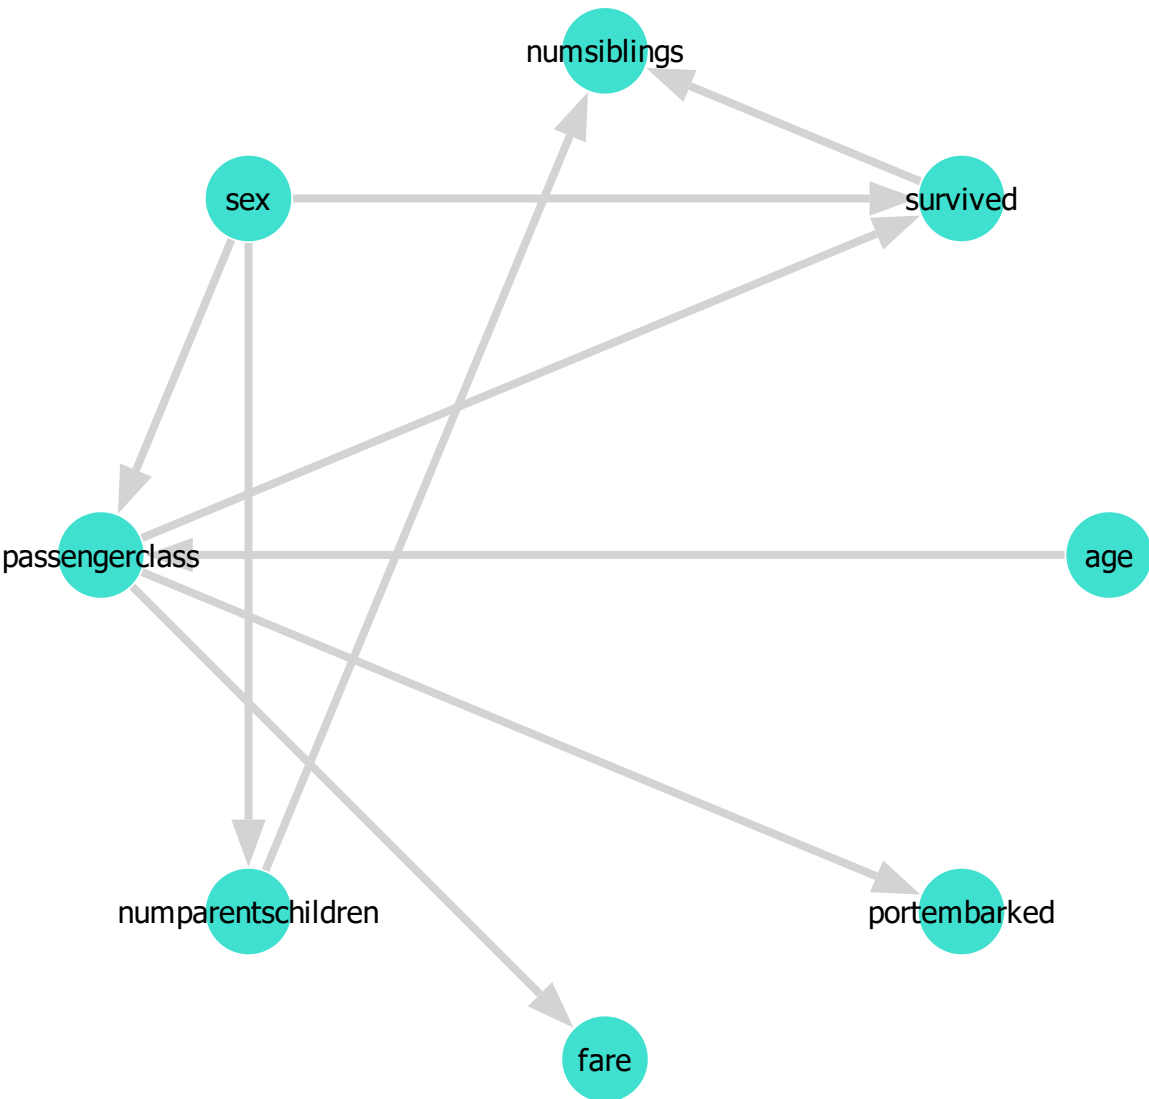 numsiblings
sex
survived
passengerclass
age
numparentschildren
portembarked
fare